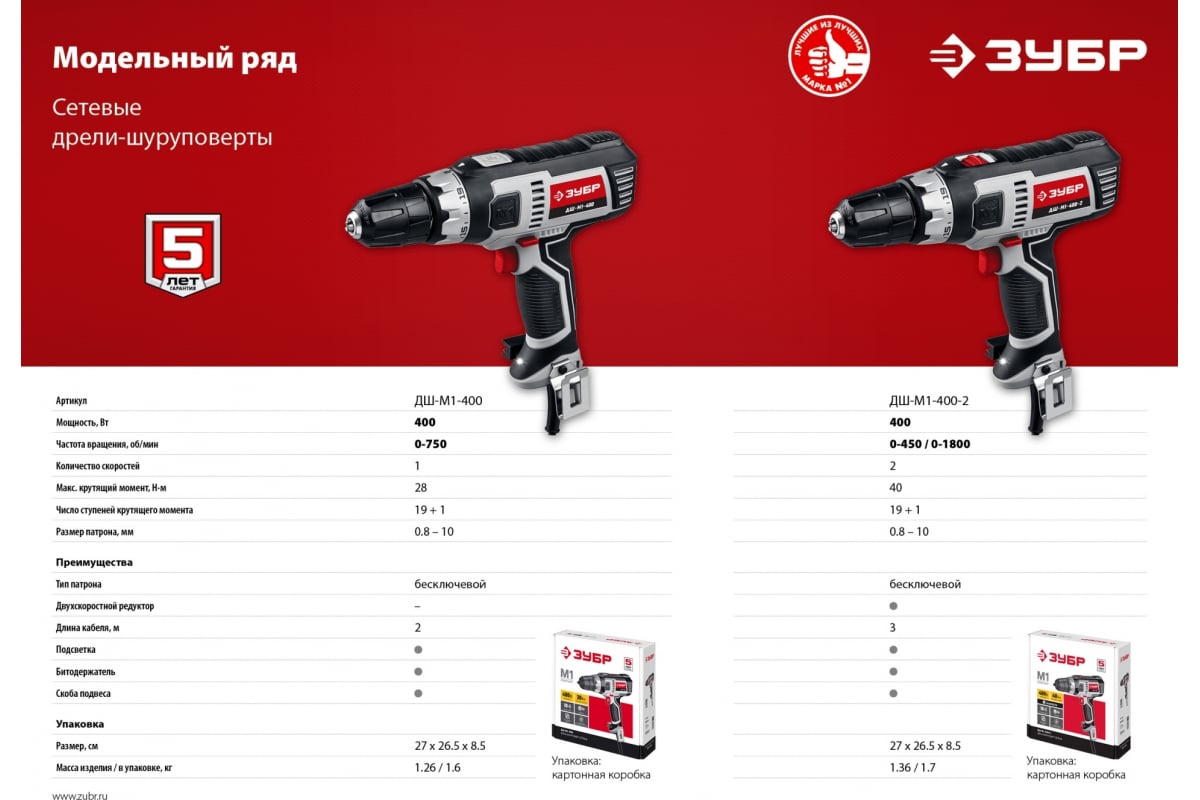 Модельный ряд
Сетевые
дрели-шуруповерты
ЛУЧШИЕ ИЗ ЛУЧШИХ
МАРКА №1
ЗУБР
5
ЛЕТ
ГАРАНТИЯ
19
ЗУБР
ДШ-М1-400
19
ЗУБР
ДШ-М1-400-2
Артикул ДШ-М1-400 ДШ-М1-400-2
Мощность, Вт 400 400
Частота вращения, об/мин 0-750 0-450 / 0-1800
Количество скоростей 1 2
Макс. крутящий момент, Н-м 28 40
Число ступеней крутящего момента 19 + 1 19 + 1
Размер патрона, мм 0.8 – 10 0.8 – 10
Преимущества
Тип патрона бесключевой бесключевой
Двухскоростной редуктор –
Длина кабеля, м 2 3
Подсветка
Битодержатель
Скоба подвеса
ЗУБР
5
М1
ЗУБР
5
М1
Упаковка
Размер, см 27 x 26.5 x 8.5 27 x 26.5 x 8.5
Масса изделия / в упаковке, кг 1.26 / 1.6 1.36 / 1.7
Упаковка:
картонная коробка
Упаковка:
картонная коробка
www.zubr.ru